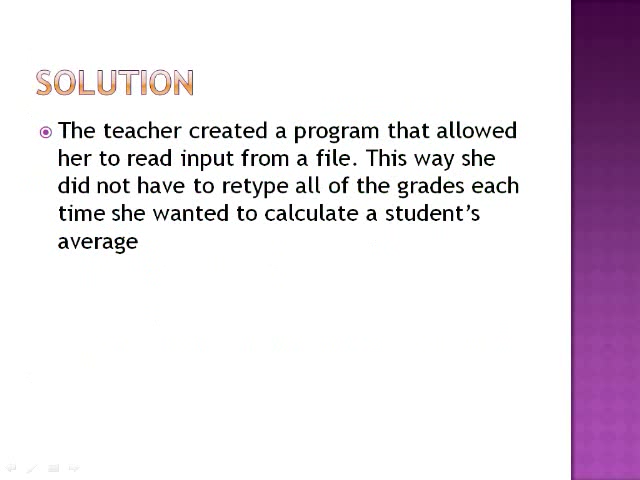 SOLUTION
The teacher created a program that allowed
her to read input from a file. This way she
did not have to retype all of the grades each
time she wanted to calculate a student’s
average